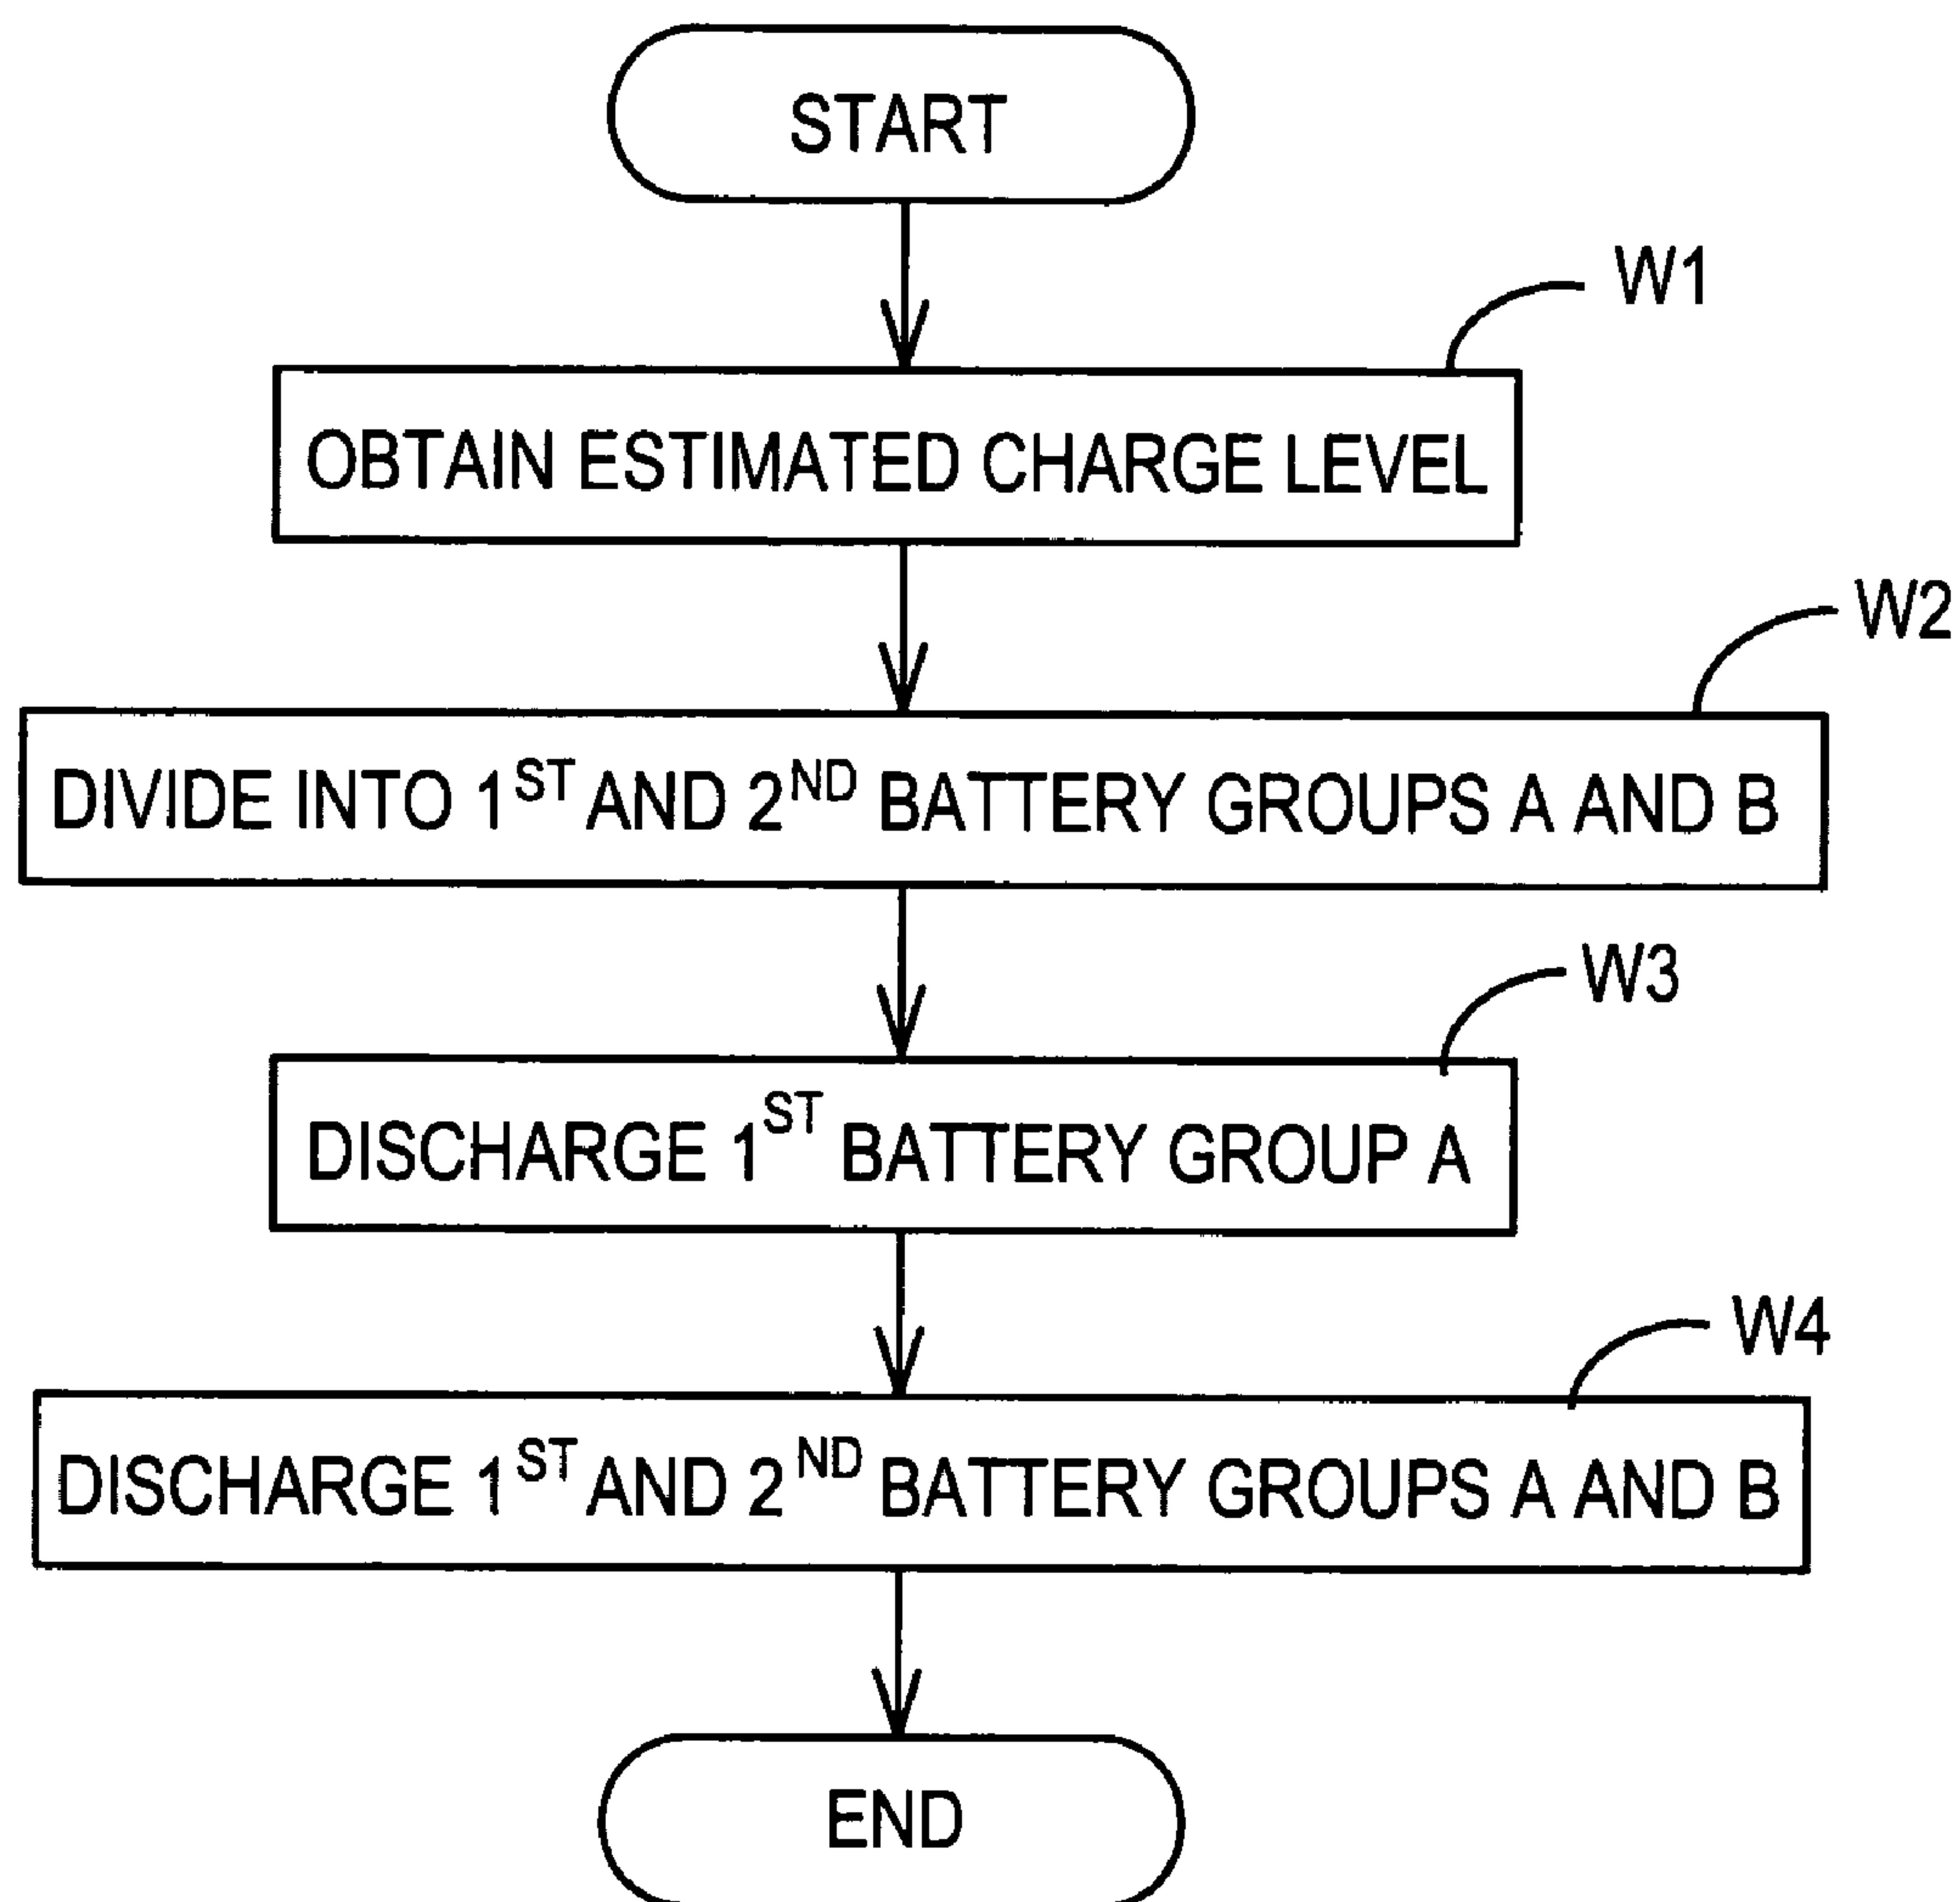 START
W1
OBTAIN ESTIMATED CHARGE LEVEL
W2
DIVIDE INTO 1ST AND 2ND BATTERY GROUPS A AND B
W3
DISCHARGE 1ST BATTERY GROUP A
W4
DISCHARGE 1ST AND 2ND BATTERY GROUPS A AND B
END